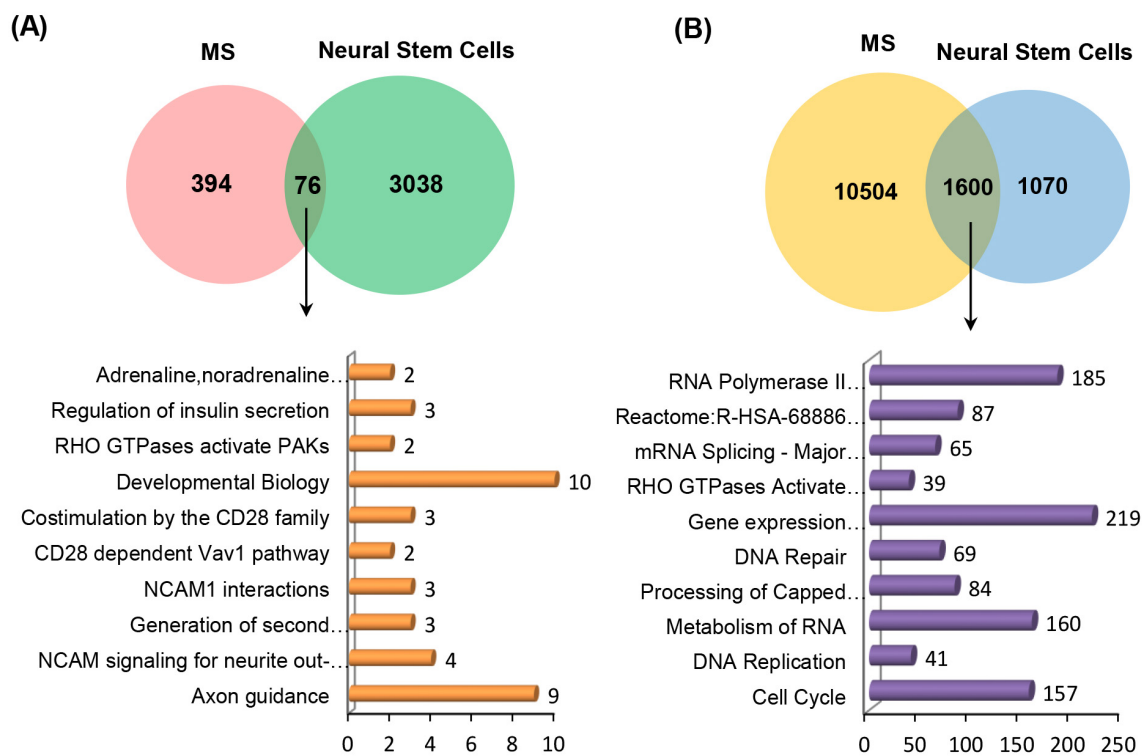 (A)
MS
Neural Stem Cells
394
76
3038
Adrenaline,noradrenaline…
2
Regulation of insulin secretion
3
RHO GTPases activate PAKs
2
Developmental Biology
10
Costimulation by the CD28 family
3
CD28 dependent Vav1 pathway
2
NCAM1 interactions
3
Generation of second…
3
NCAM signaling for neurite out-…
4
Axon guidance
9
0 2 4 6 8 10
(B)
MS
Neural Stem Cells
10504
1600
1070
RNA Polymerase II…
185
Reactome:R-HSA-68886…
87
mRNA Splicing - Major…
65
RHO GTPases Activate…
39
Gene expression…
219
DNA Repair
69
Processing of Capped…
84
Metabolism of RNA
160
DNA Replication
41
Cell Cycle
157
0 50 100 150 200 250